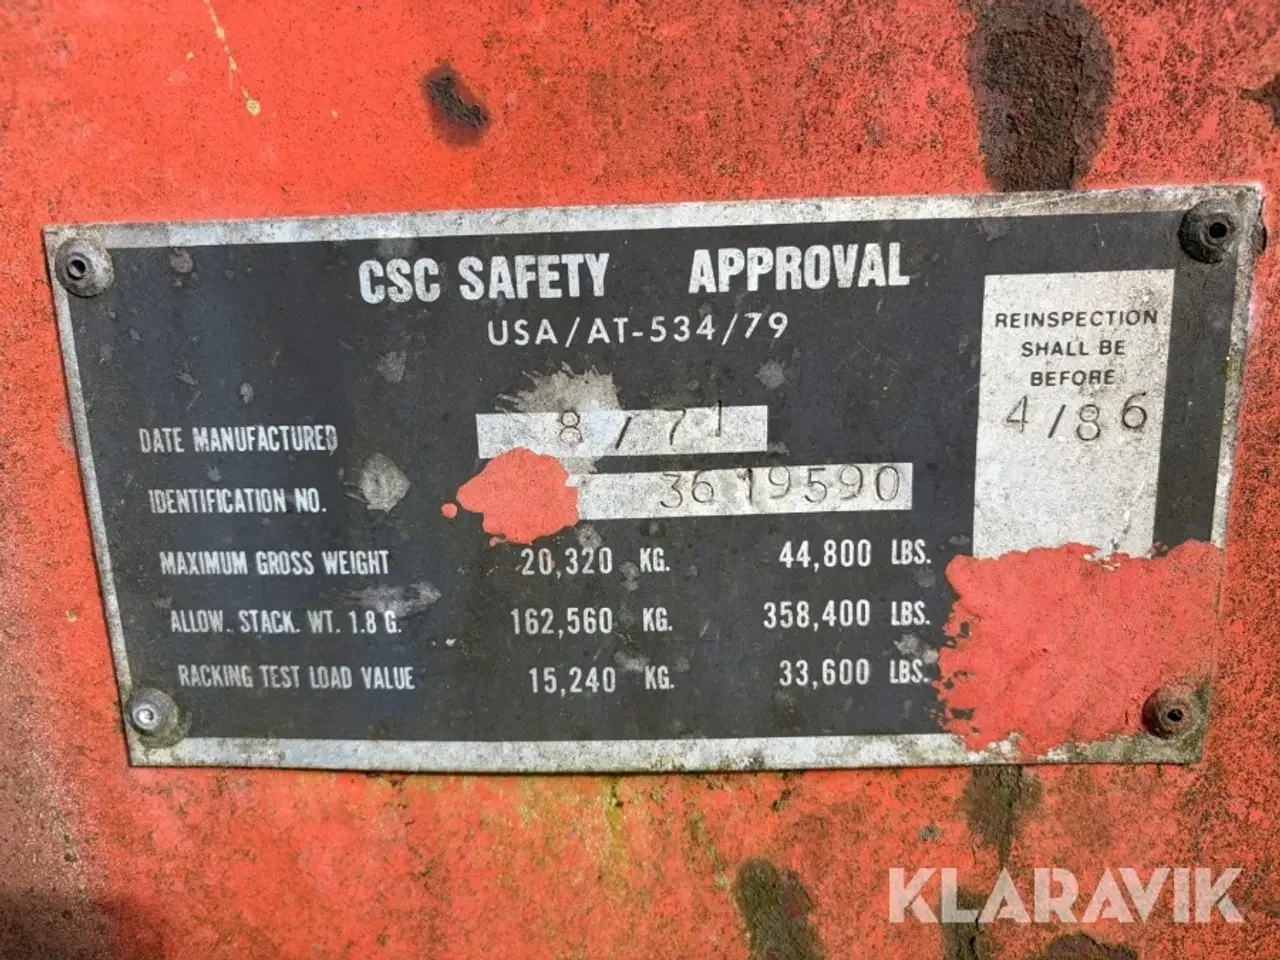 CSC SAFETY APPROVAL
USA/AT-534/79
REINSPECTION
SHALL BE
BEFORE
4/86
DATE MANUFACTURED 8/71
IDENTIFICATION NO. 3619590
MAXIMUM GROSS WEIGHT 20,320 KG. 44,800 LBS.
ALLOW. STACK. WT. 1.8 G. 162,560 KG. 358,400 LBS.
RACKING TEST LOAD VALUE 15,240 KG. 33,600 LBS.
KLARAVIK